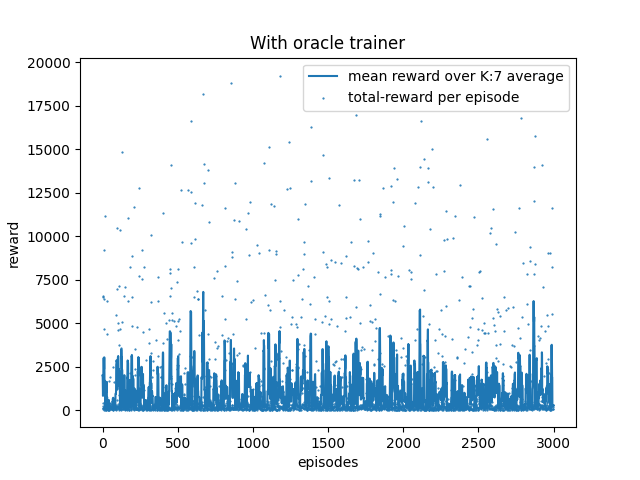 With oracle trainer
mean reward over K:7 average
total-reward per episode
20000
17500
15000
12500
10000
7500
5000
2500
0
reward
0 500 1000 1500 2000 2500 3000
episodes